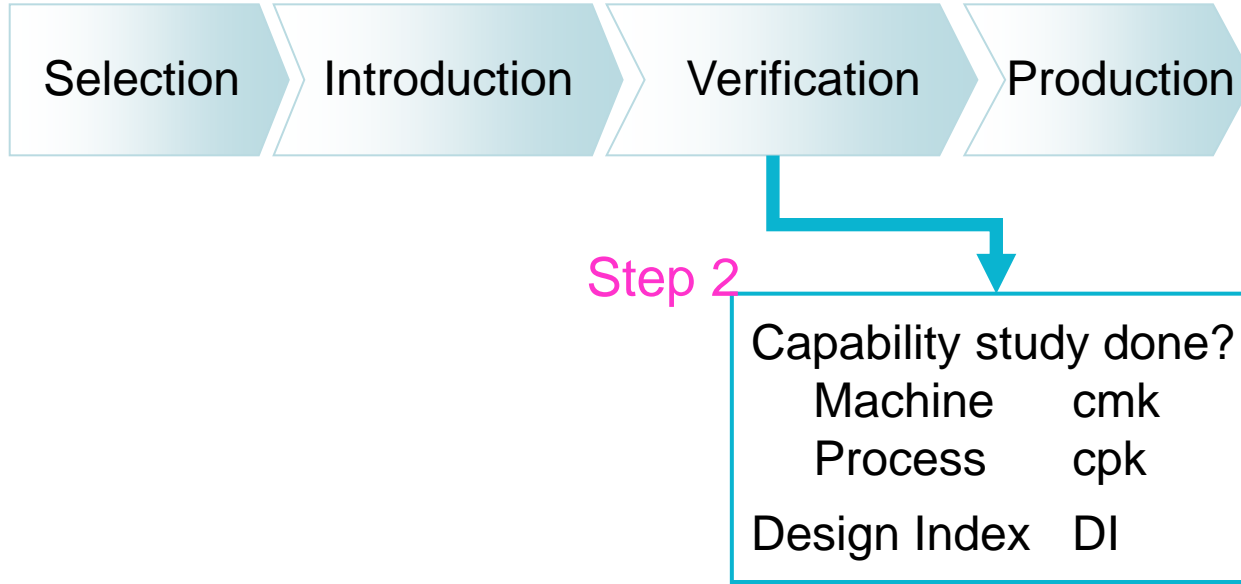 Selection
Introduction
Verification
Production
Step 2
Capability study done?
Machine cmk
Process cpk
Design Index DI